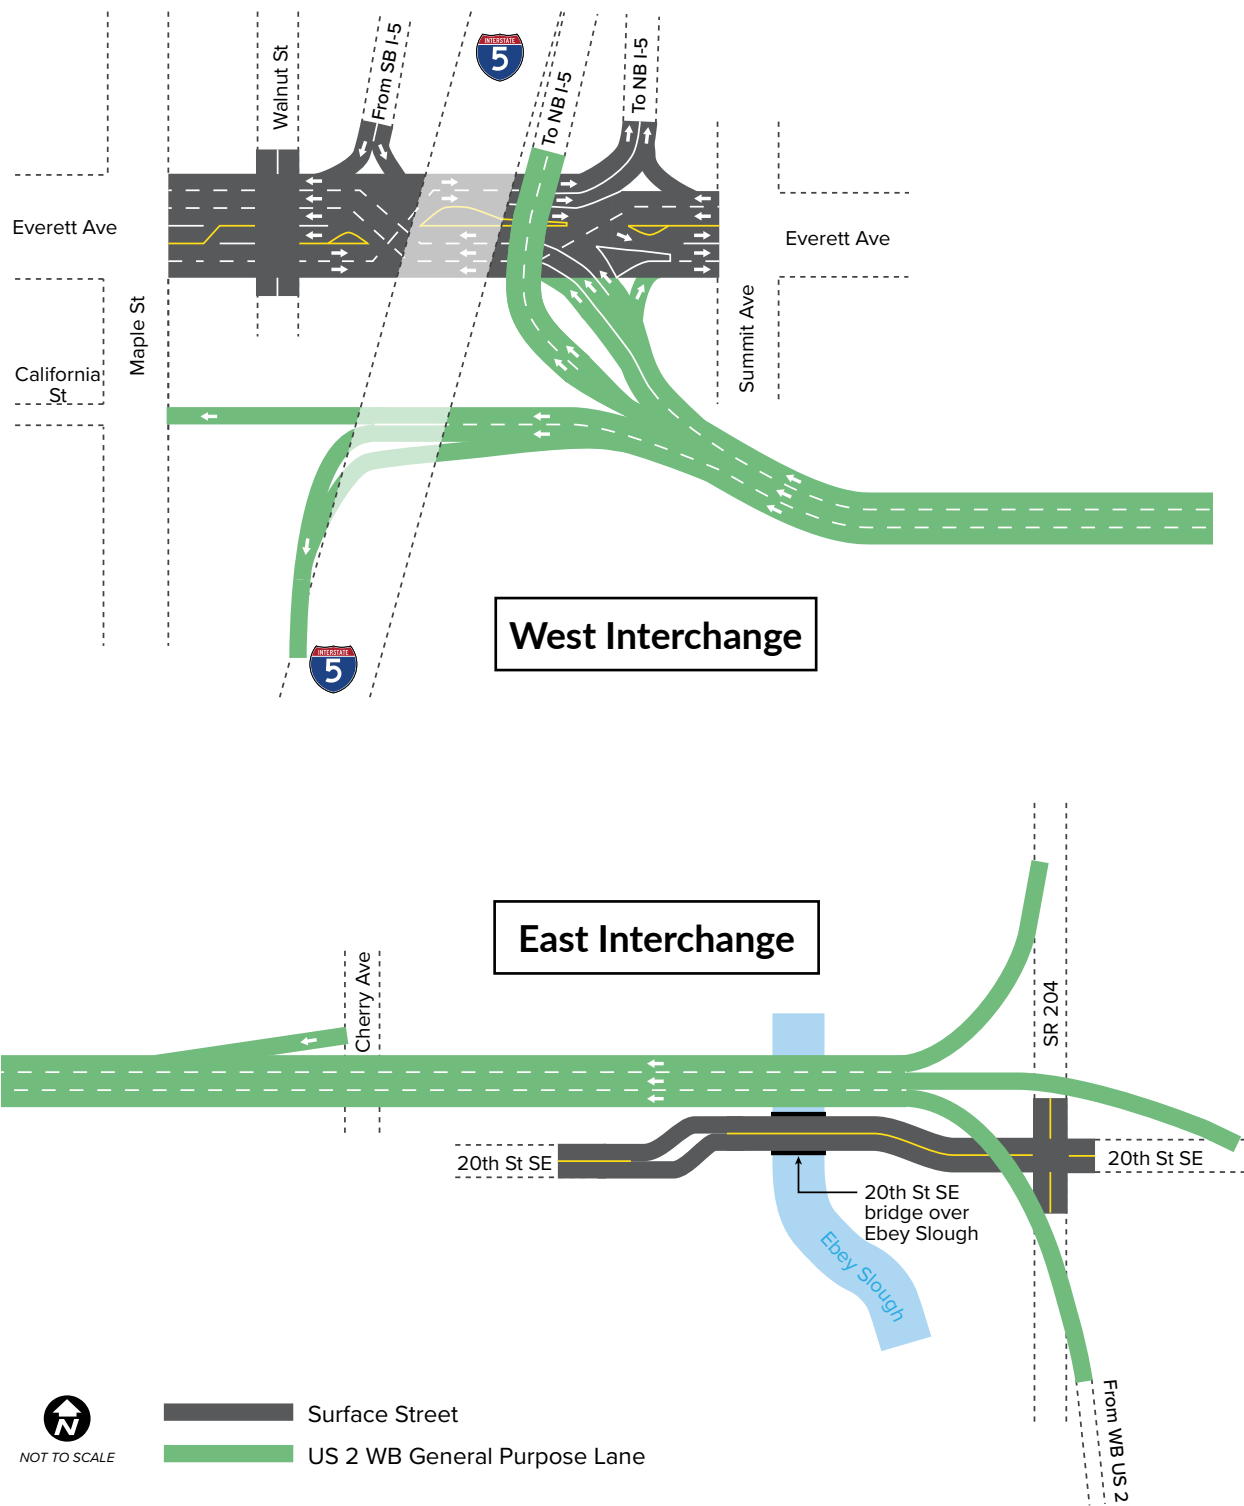 Walnut St
From SB I-5
INTERSTATE
5
To NB I-5
To NB I-5
Everett Ave
Everett Ave
Maple St
Summit Ave
California
St
West Interchange
INTERSTATE
5
East Interchange
Cherry Ave
SR 204
20th St SE
20th St SE
20th St SE
bridge over
Ebey Slough
Ebey Slough
From WB US 2
N
NOT TO SCALE
Surface Street
US 2 WB General Purpose Lane